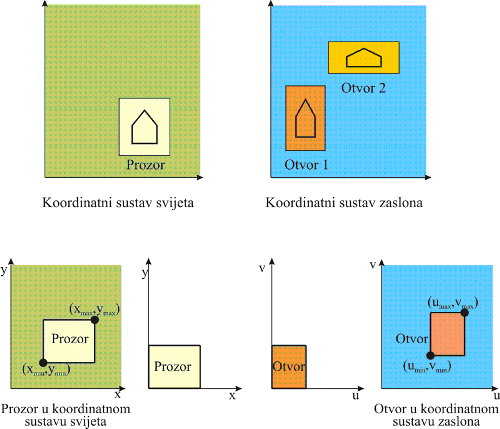 Prozor
Otvor 1
Otvor 2
Koordinatni sustav svijeta
Koordinatni sustav zaslona
y
(xmax,ymax)
Prozor
(xmin,ymin)
x
Prozor u koordinatnom
sustavu svijeta
y
Prozor
x
v
Otvor
u
v
(umax,vmax)
Otvor
(umin,vmin)
u
Otvor u koordinatnom
sustavu zaslona